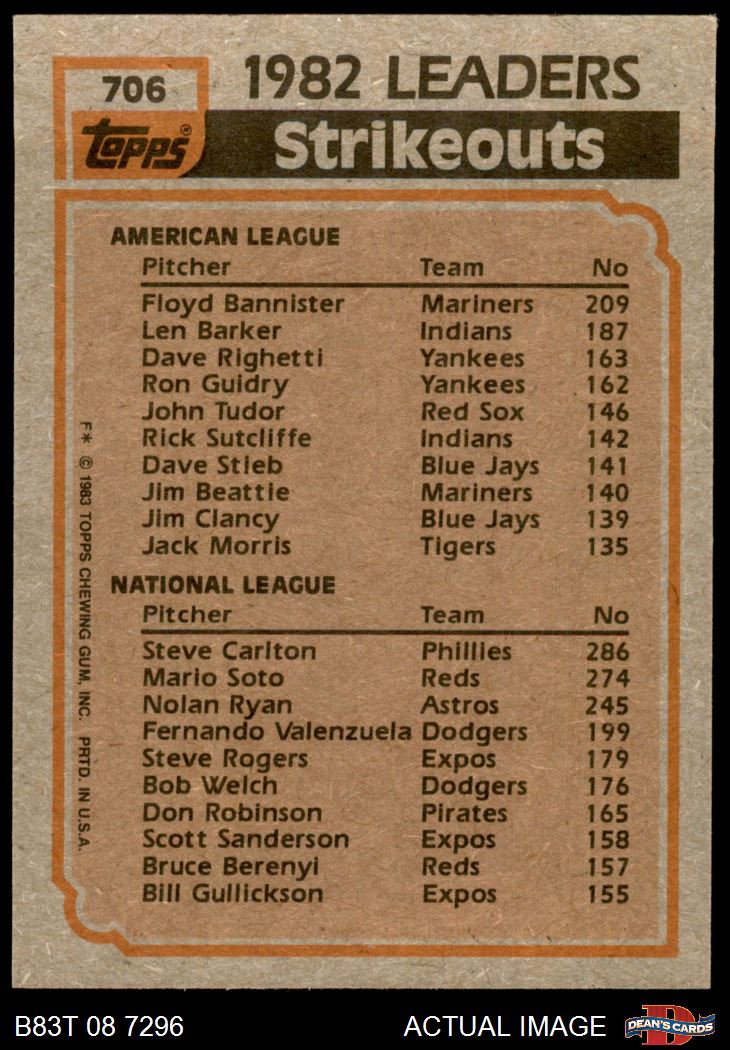 706
1982 LEADERS
TOPPS®
Strikeouts
AMERICAN LEAGUE
Pitcher Team No
Floyd Bannister Mariners 209
Len Barker Indians 187
Dave Righetti Yankees 163
Ron Guidry Yankees 162
John Tudor Red Sox 146
Rick Sutcliffe Indians 142
Dave Stieb Blue Jays 141
Jim Beattie Mariners 140
Jim Clancy Blue Jays 139
Jack Morris Tigers 135
NATIONAL LEAGUE
Pitcher Team No
Steve Carlton Phillies 286
Mario Soto Reds 274
Nolan Ryan Astros 245
Fernando Valenzuela Dodgers 199
Steve Rogers Expos 179
Bob Welch Dodgers 176
Don Robinson Pirates 165
Scott Sanderson Expos 158
Bruce Berenyi Reds 157
Bill Gullickson Expos 155
F* © 1983 TOPPS CHEWING GUM, INC. PRTD. IN U.S.A.
B83T 08 7296 ACTUAL IMAGE
D
DEAN'S CARDS